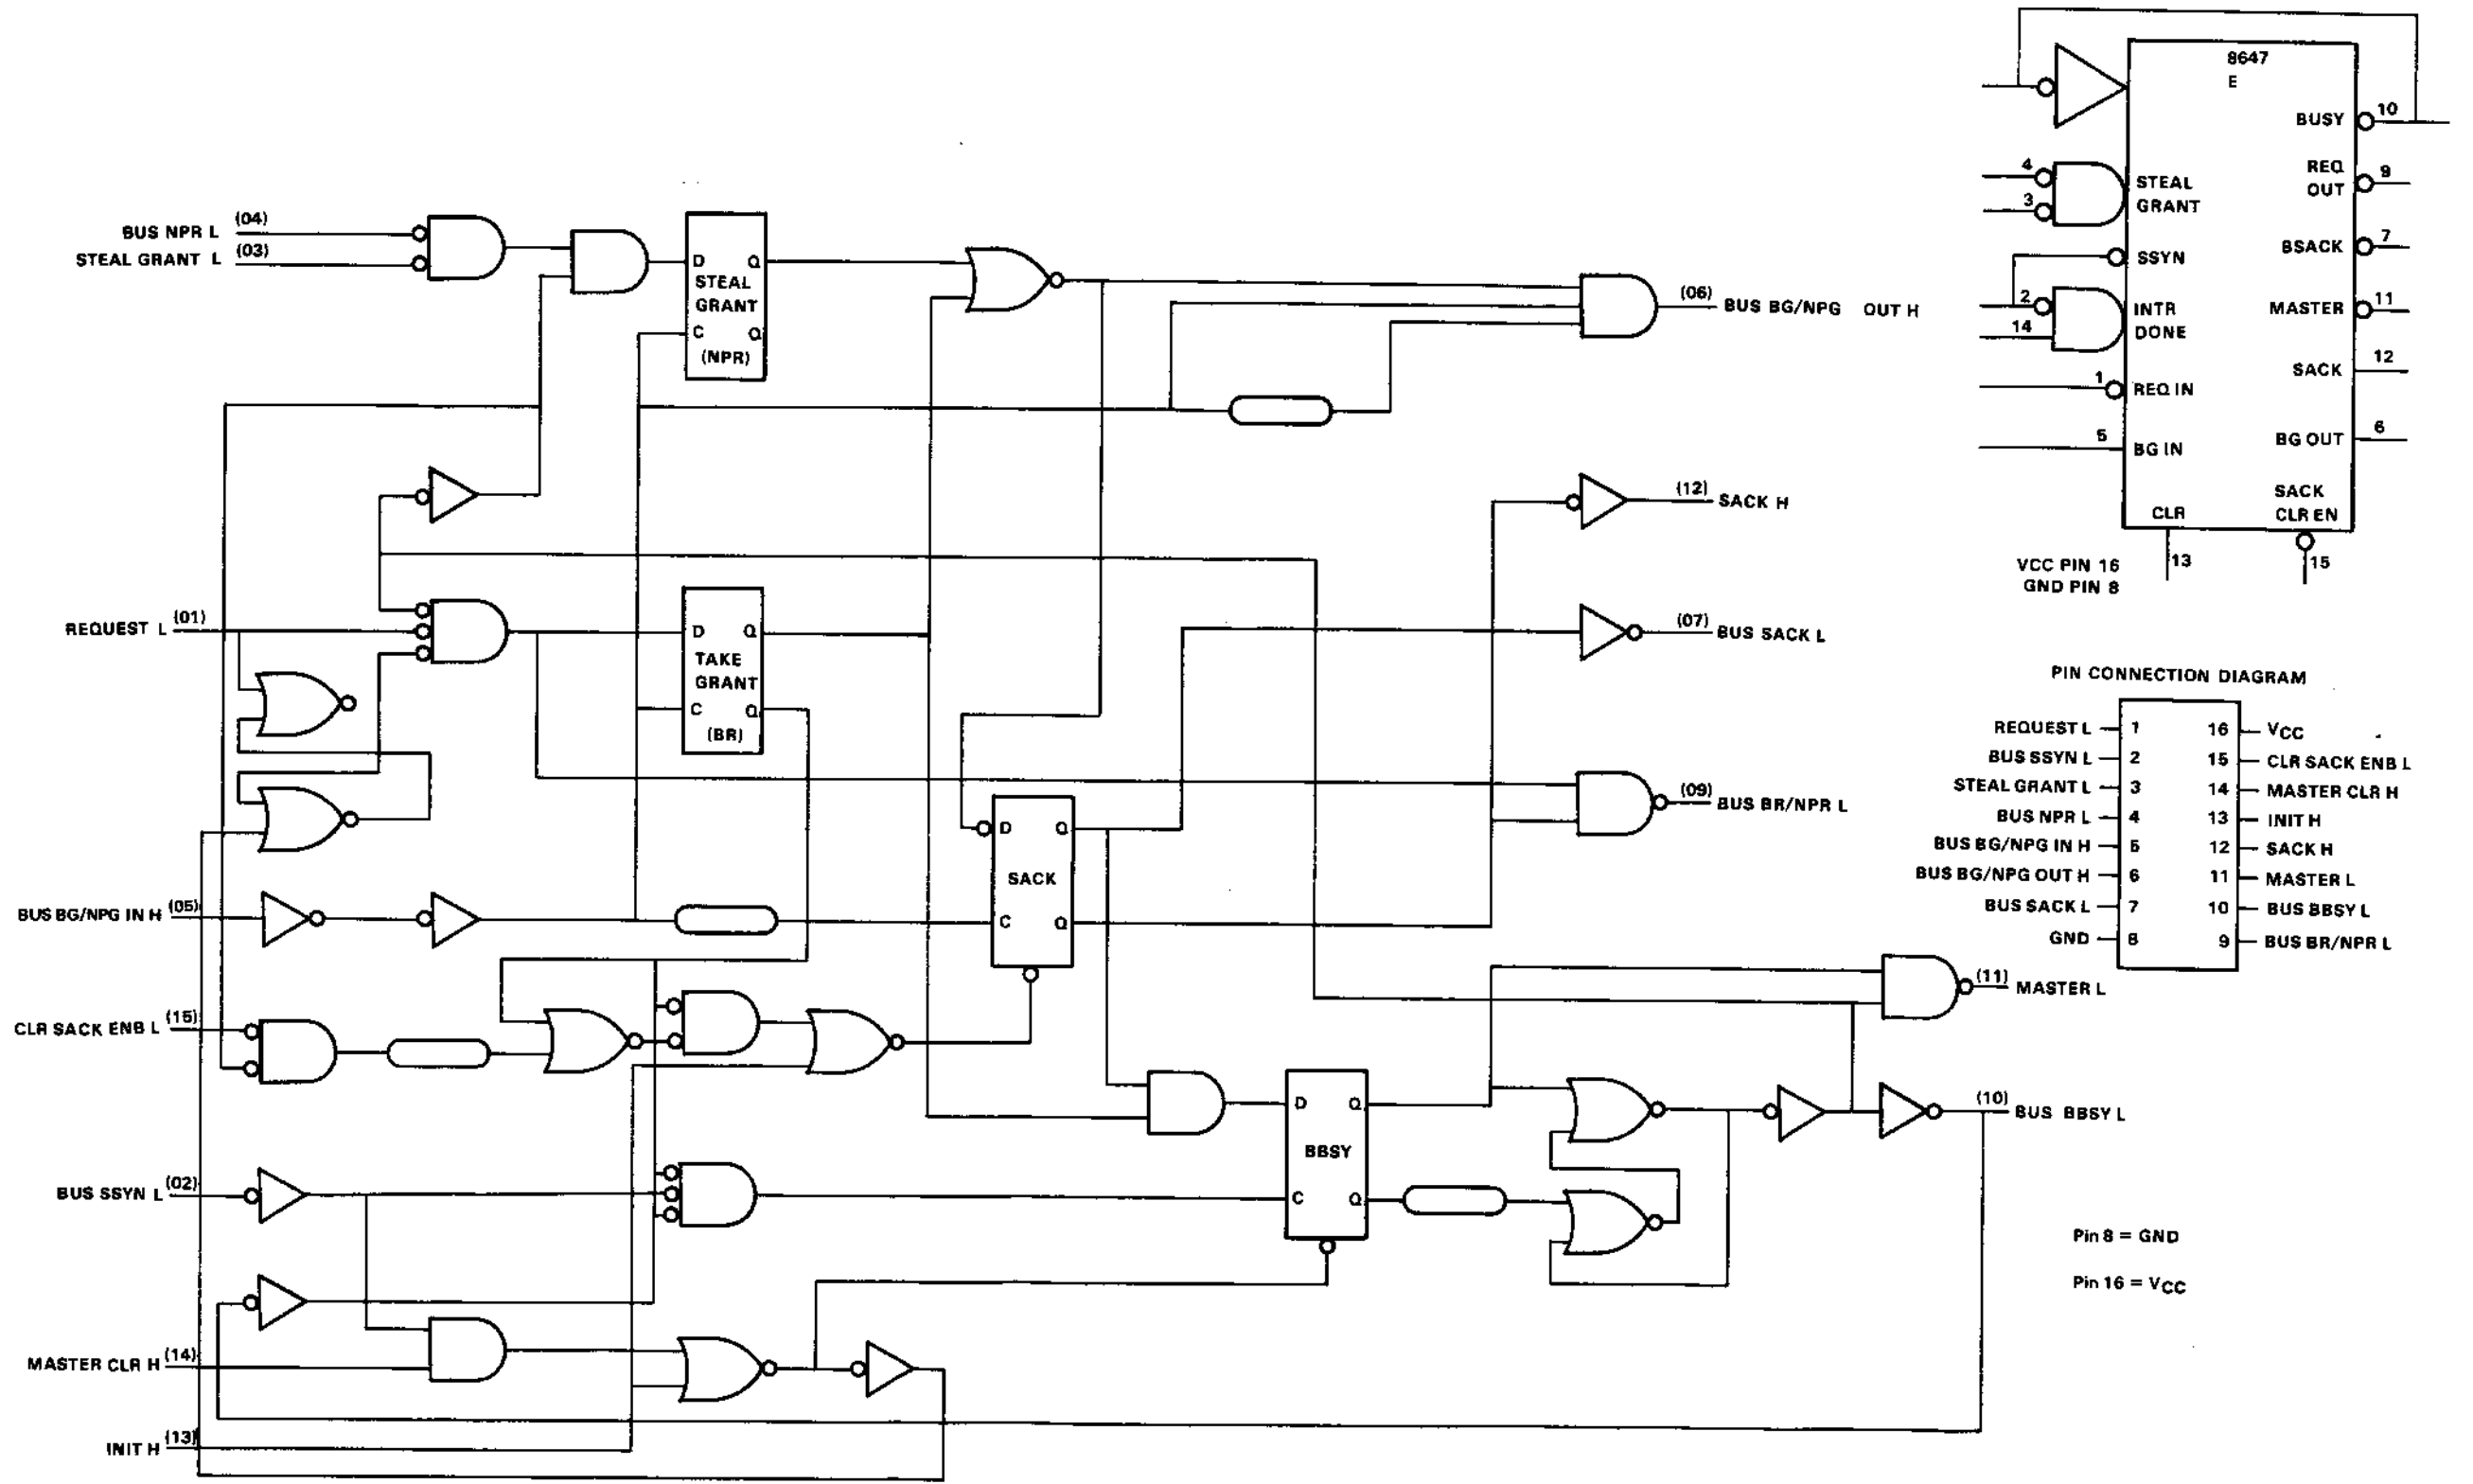 BUS NPR L (04)
STEAL GRANT L (03)
D Q
STEAL
GRANT
C Q
(NPR)
(06) BUS BG/NPG OUT H
(12) SACK H
REQUEST L (01)
D Q
TAKE
GRANT
C Q
(BR)
(07) BUS SACK L
(09) BUS BR/NPR L
D Q
SACK
C Q
BUS BG/NPG IN H (05)
CLR SACK ENB L (15)
(11) MASTER L
D Q
BBSY
C Q
(10) BUS BBSY L
BUS SSYN L (02)
MASTER CLR H (14)
INIT H (13)
8647
E
BUSY 10
4
3
STEAL
GRANT
REQ
OUT 9
SSYN
BSACK 7
2
14
INTR
DONE
MASTER 11
SACK 12
1 REQ IN
5 BG IN
BG OUT 6
CLR
SACK
CLR EN
13
15
VCC PIN 16
GND PIN 8
PIN CONNECTION DIAGRAM
REQUEST L 1 16 VCC
BUS SSYN L 2 15 CLR SACK ENB L
STEAL GRANT L 3 14 MASTER CLR H
BUS NPR L 4 13 INIT H
BUS BG/NPG IN H 5 12 SACK H
BUS BG/NPG OUT H 6 11 MASTER L
BUS SACK L 7 10 BUS BBSY L
GND 8 9 BUS BR/NPR L
Pin 8 = GND
Pin 16 = VCC